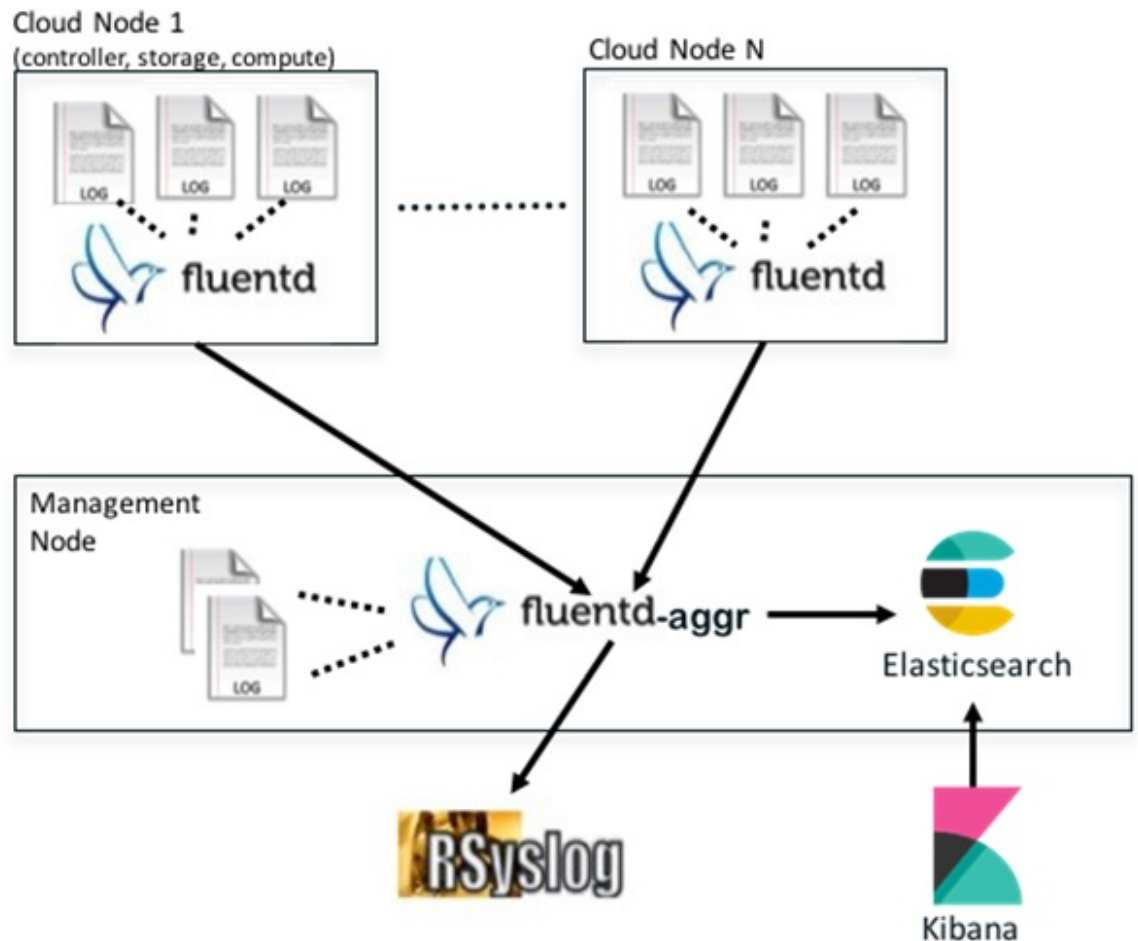 Cloud Node 1
(controller, storage, compute)
Cloud Node N
LOG
LOG
LOG
LOG
LOG
LOG
fluentd
fluentd
Management
Node
fluentd-aggr
LOG
Elasticsearch
RSyslog
Kibana